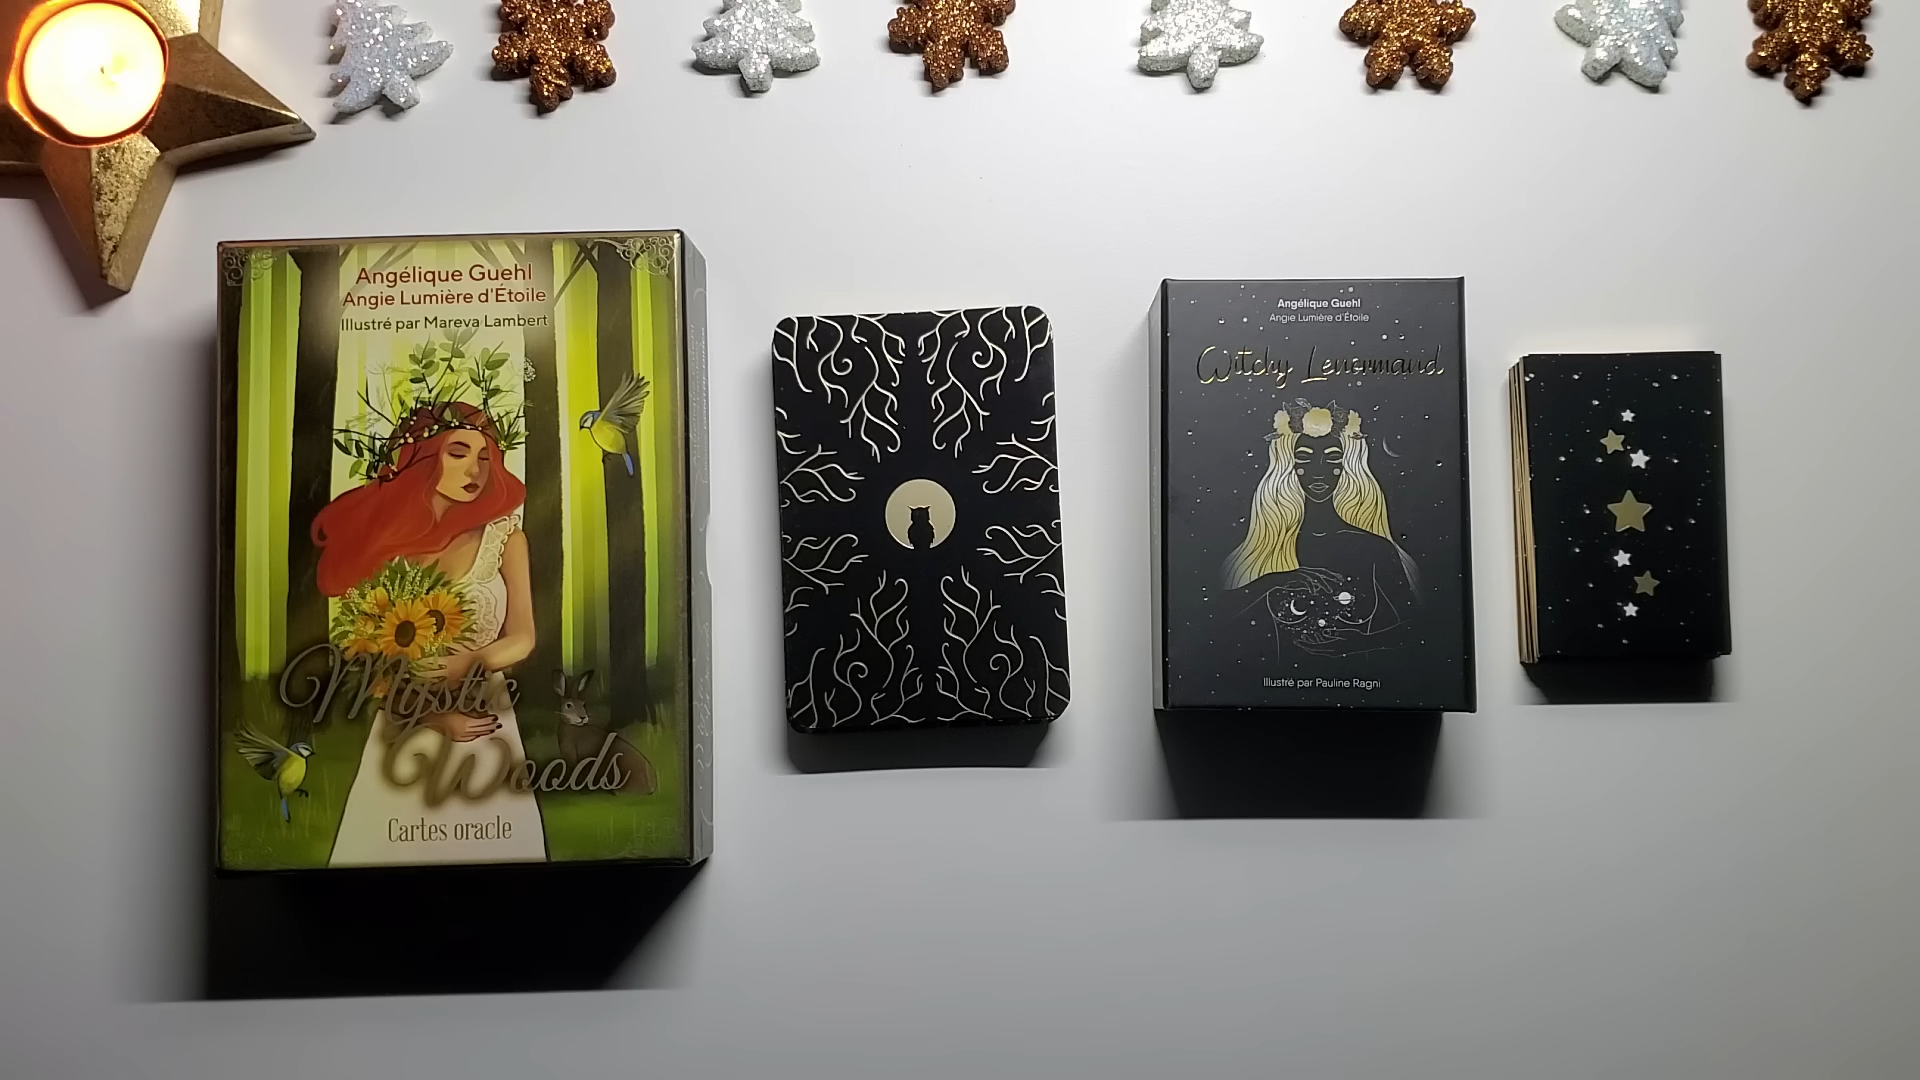 Angélique Guehl
Angie Lumière d'Étoile
Illustré par Mareva Lambert
Mystic
Woods
Cartes oracle
Angélique Guehl
Angie Lumière d'Étoile
Witchy Lenormand
Illustré par Pauline Ragni